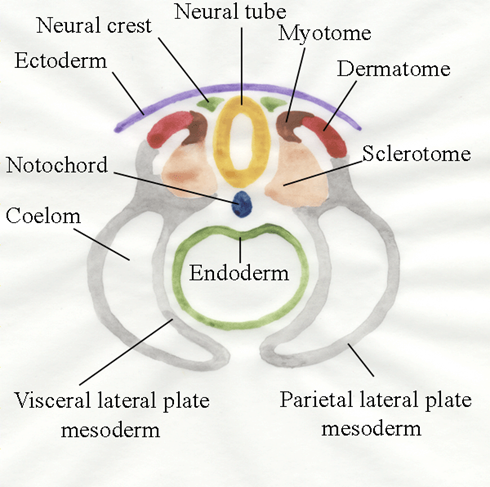 Neural tube
Neural crest
Myotome
Ectoderm
Dermatome
Sclerotome
Notochord
Coelom
Endoderm
Visceral lateral plate
mesoderm
Parietal lateral plate
mesoderm